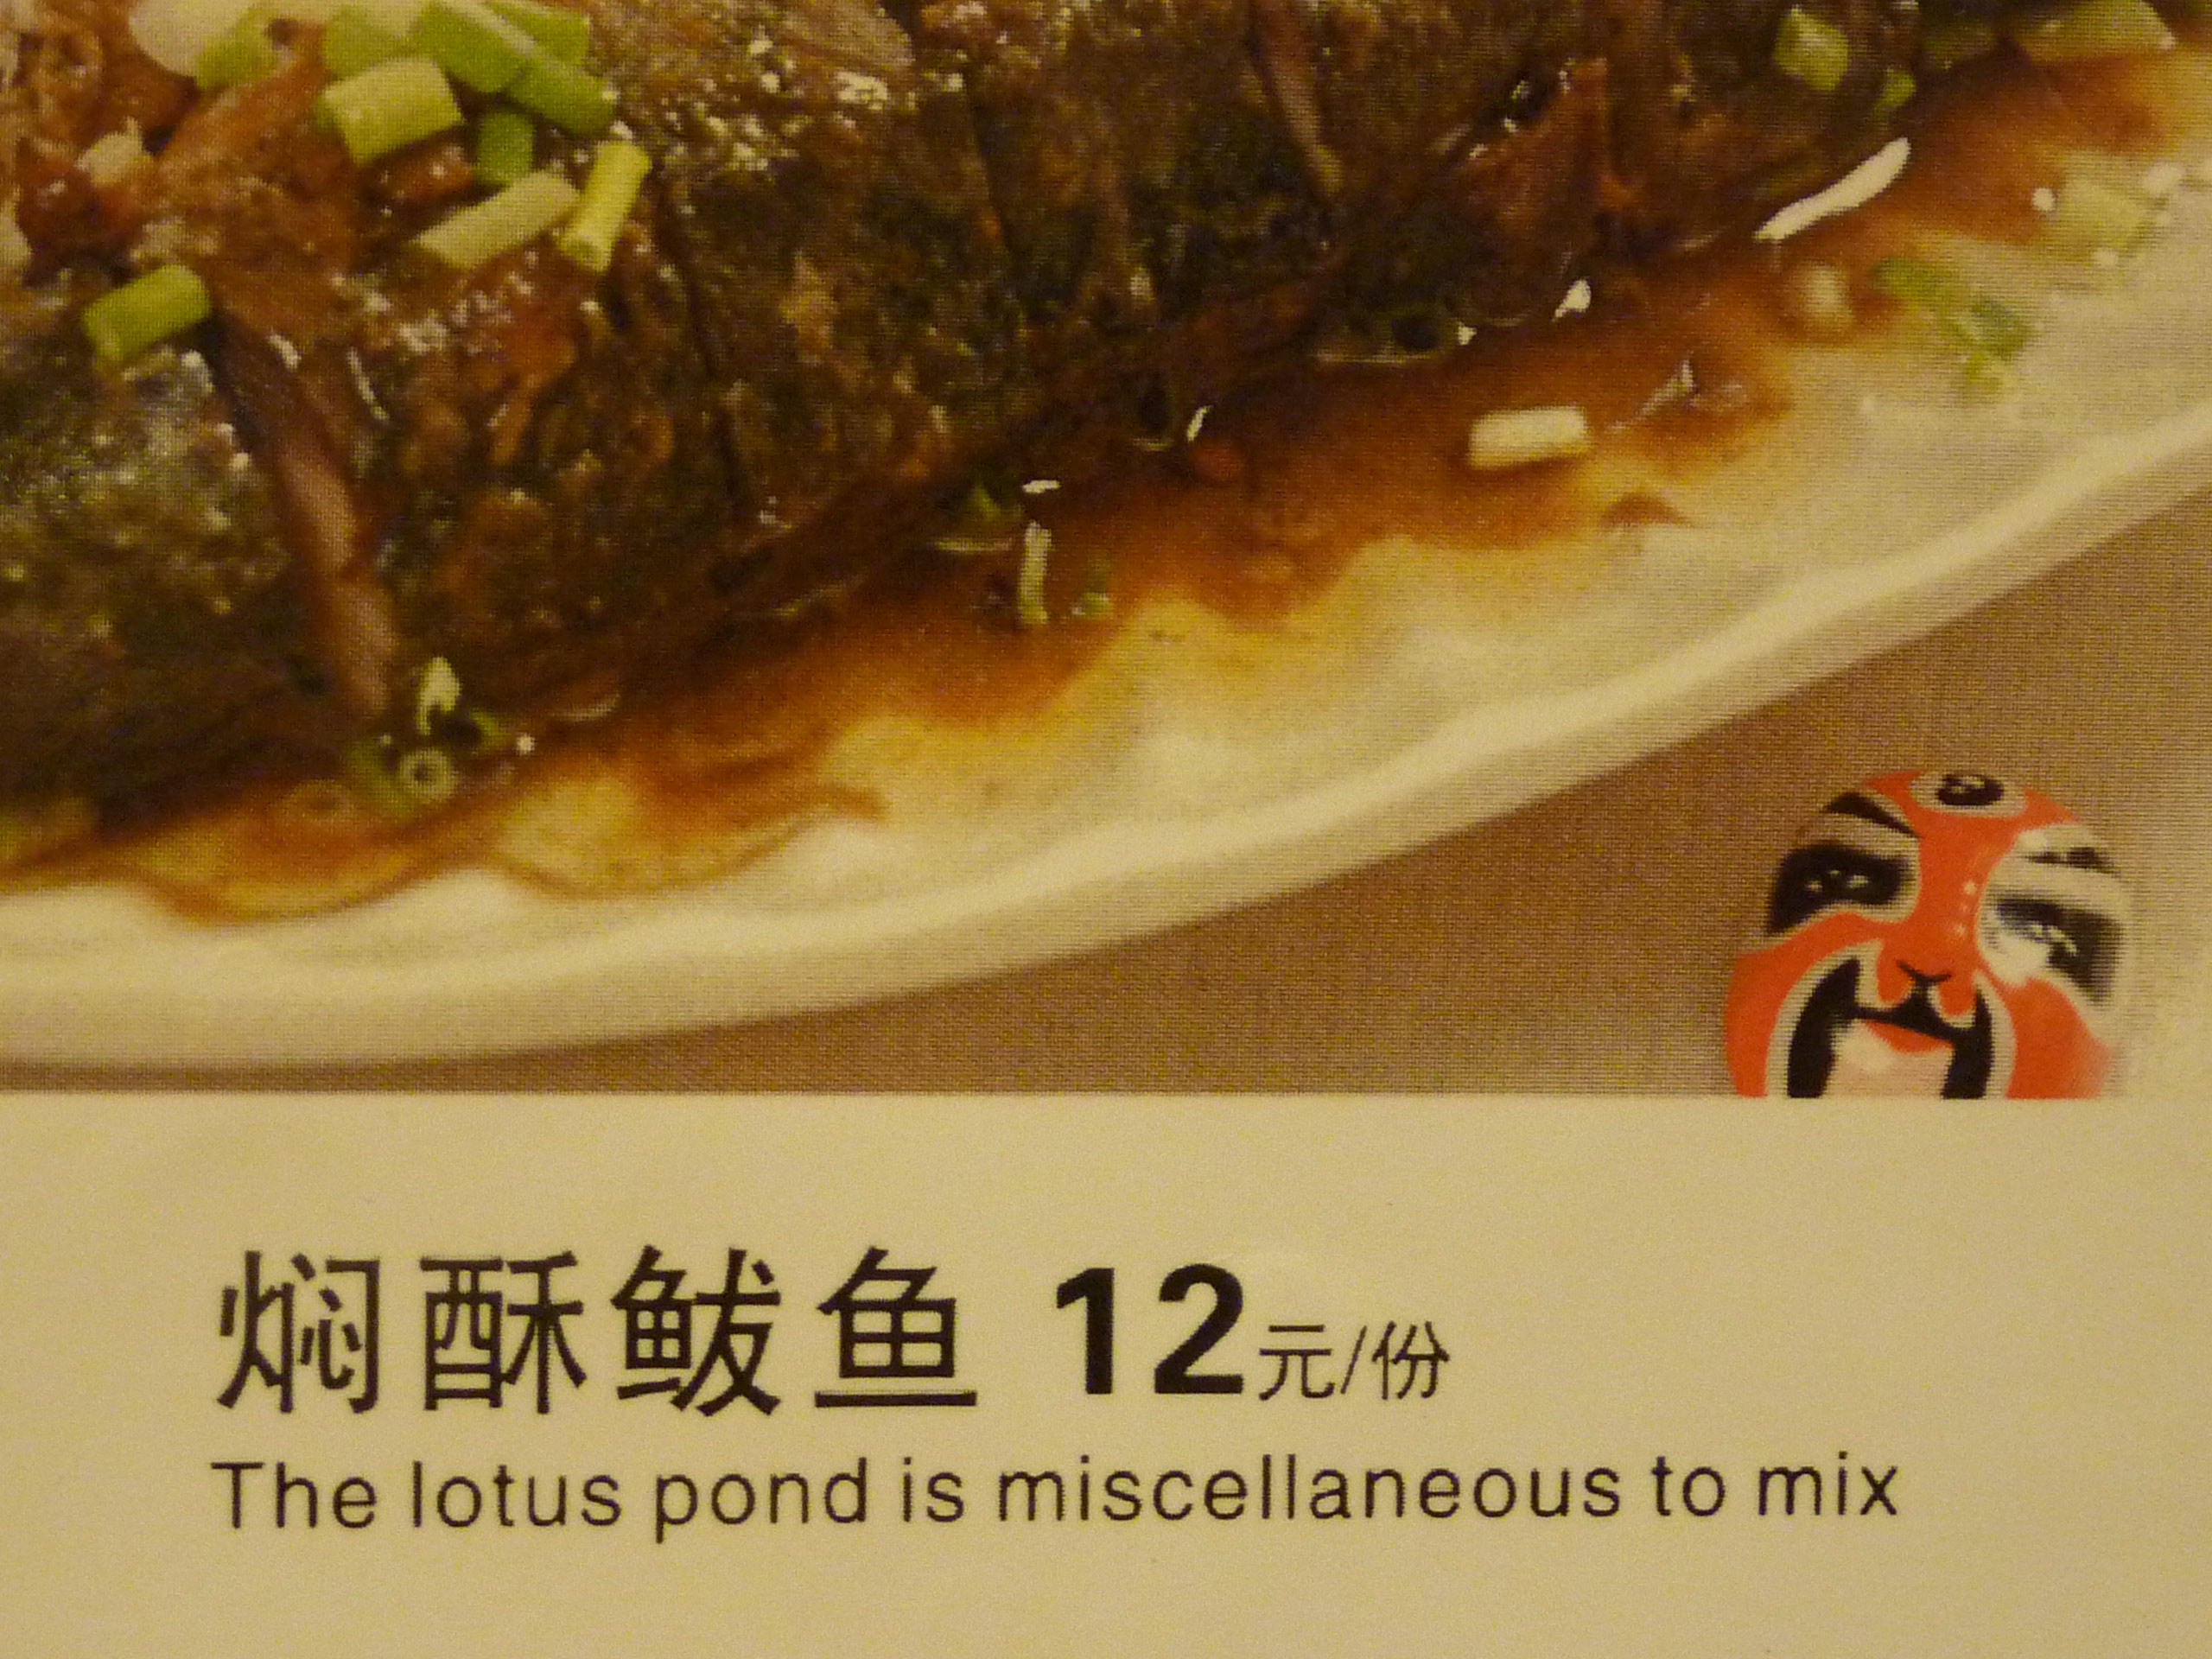 焖酥鲅鱼 12元/份
The lotus pond is miscellaneous to mix